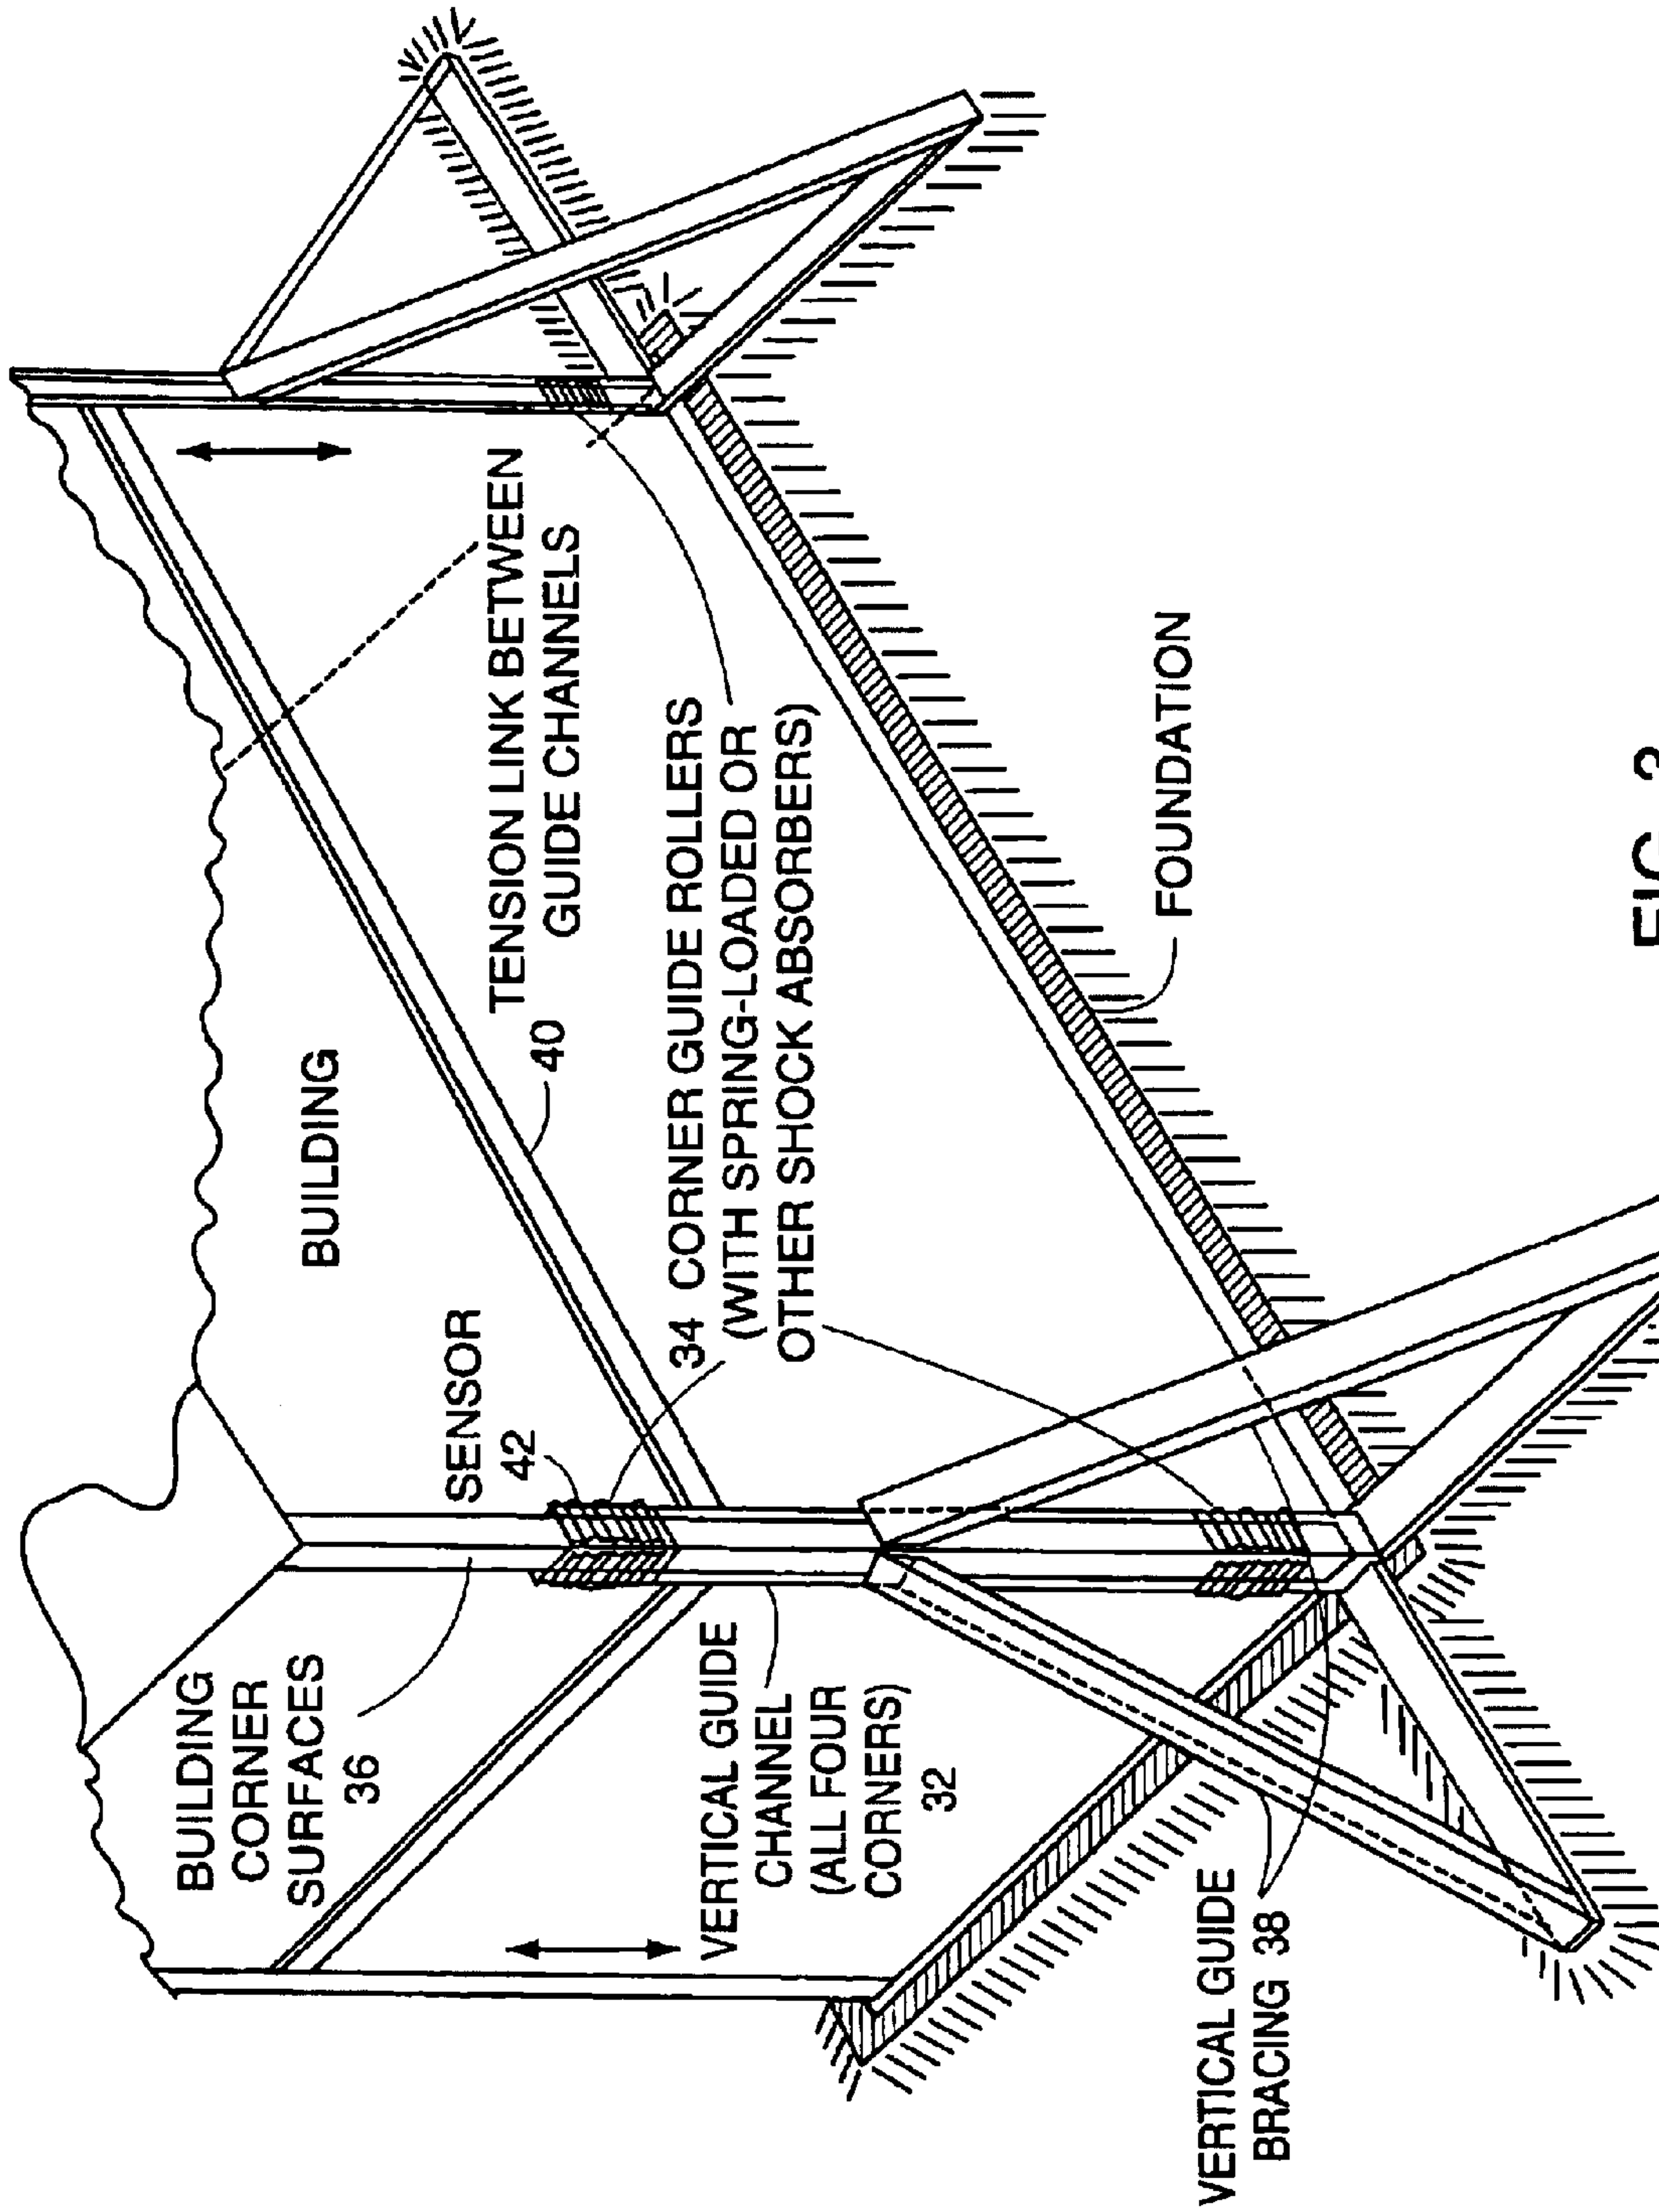 BUILDING
CORNER
SURFACES
36
SENSOR
42
BUILDING
TENSION LINK BETWEEN
GUIDE CHANNELS
40
34 CORNER GUIDE ROLLERS
(WITH SPRING-LOADED OR
OTHER SHOCK ABSORBERS)
VERTICAL GUIDE
CHANNEL
(ALL FOUR
CORNERS)
32
VERTICAL GUIDE
BRACING 38
FOUNDATION